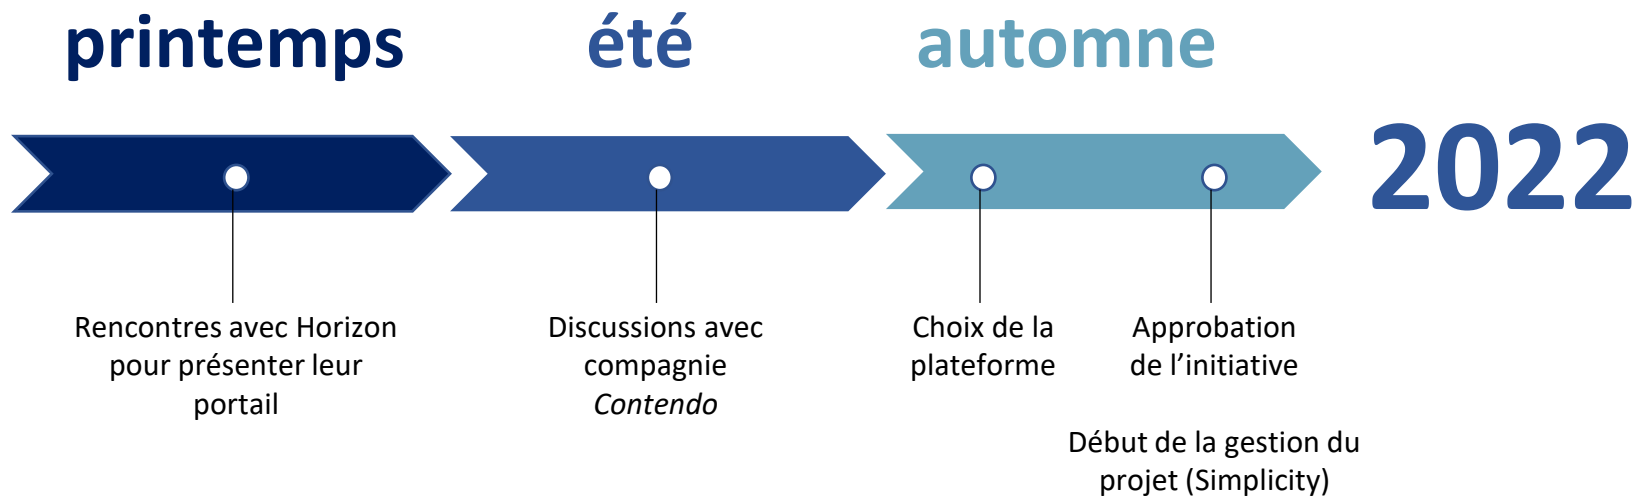 printemps
été
automne
2022
Rencontres avec Horizon
pour présenter leur
portail
Discussions avec
compagnie
Contendo
Choix de la
plateforme
Approbation
de l’initiative
Début de la gestion du
projet (Simplicity)